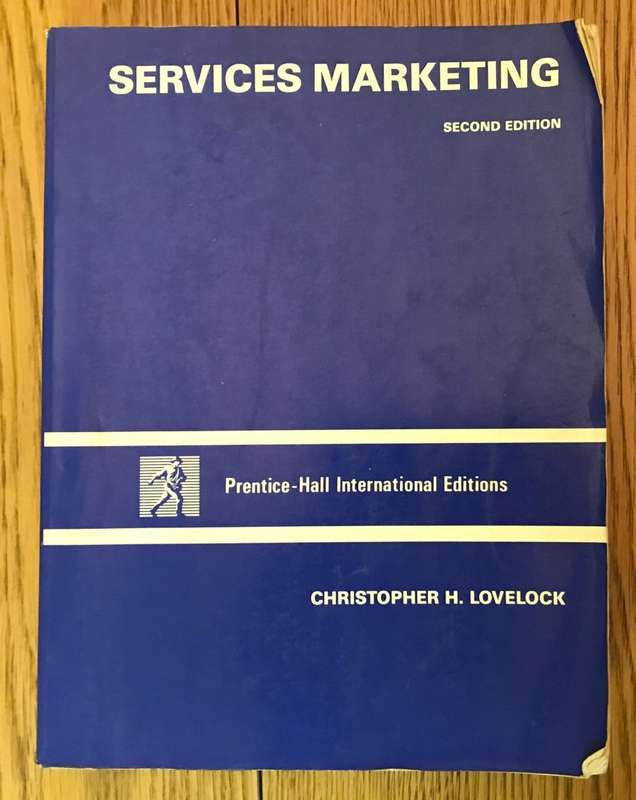 SERVICES MARKETING
SECOND EDITION
Prentice-Hall International Editions
CHRISTOPHER H. LOVELOCK